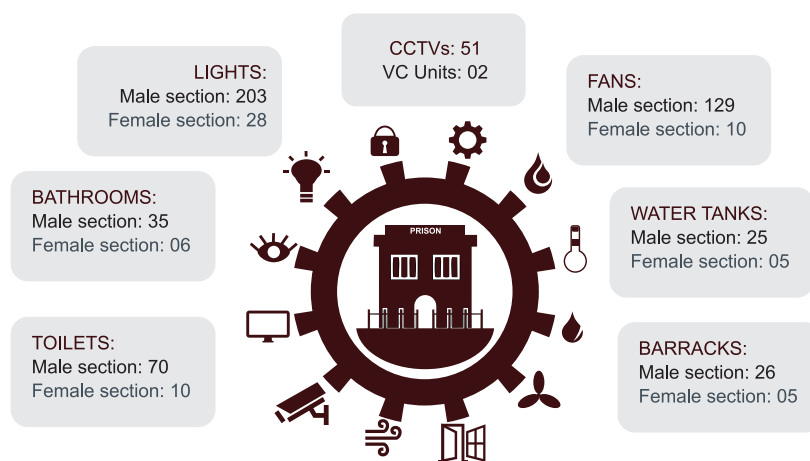 CCTVs: 51
VC Units: 02
LIGHTS:
Male section: 203
Female section: 28
FANS:
Male section: 129
Female section: 10
BATHROOMS:
Male section: 35
Female section: 06
WATER TANKS:
Male section: 25
Female section: 05
PRISON
TOILETS:
Male section: 70
Female section: 10
BARRACKS:
Male section: 26
Female section: 05